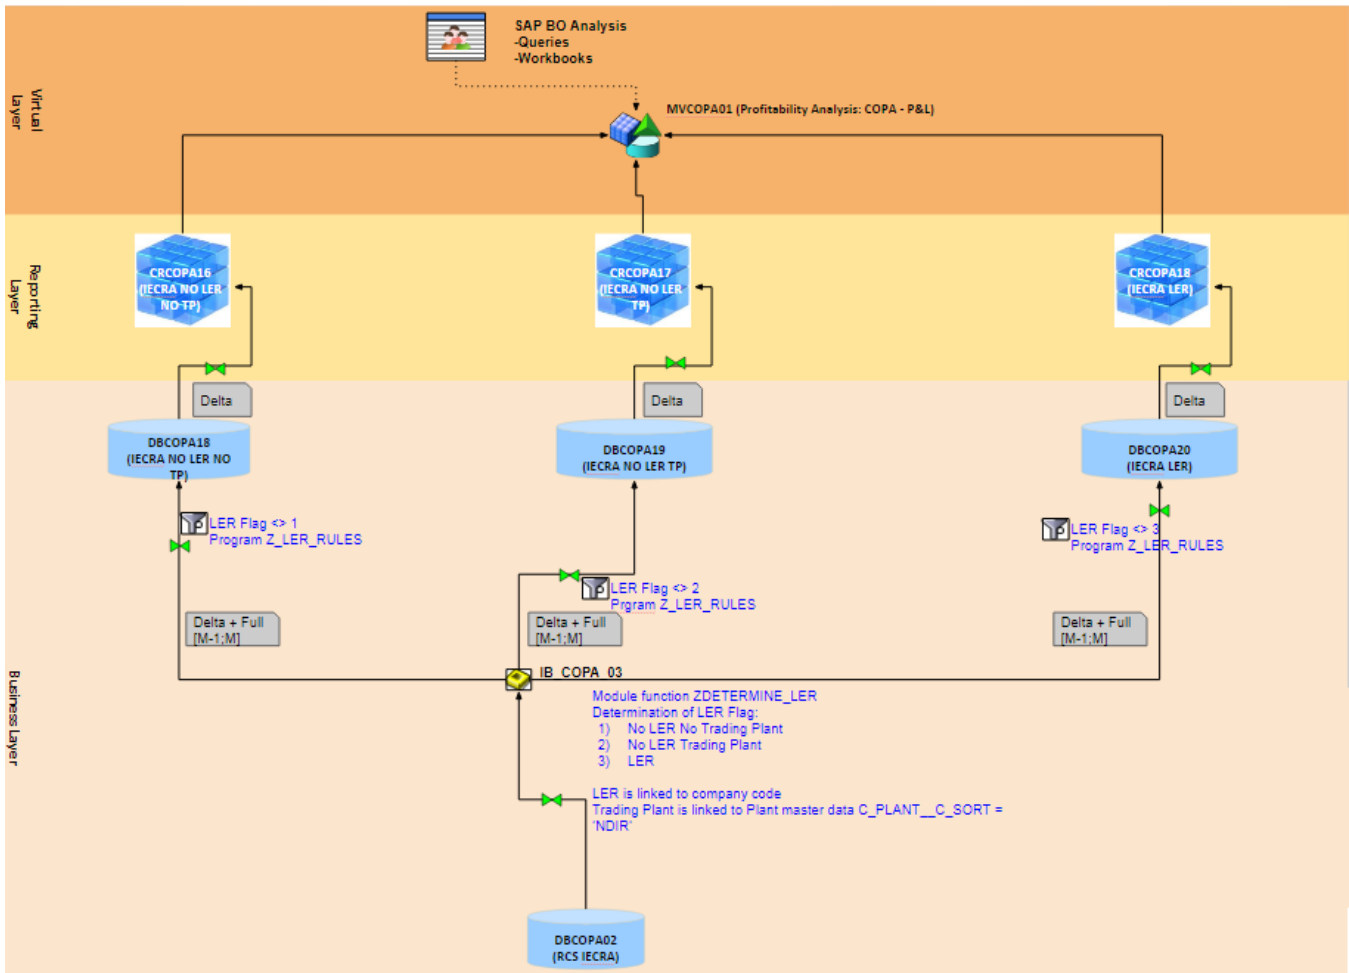 SAP BO Analysis
-Queries
-Workbooks
Virtual
Layer
MVCOPA01 (Profitability Analysis: COPA - P&L)
Reporting
Layer
CRCOPA16
(IECRA NO LER
NO TP)
CRCOPA17
(IECRA NO LER
TP)
CRCOPA18
(IECRA LER)
Delta
Delta
Delta
DBCOPA18
(IECRA NO LER NO
TP)
DBCOPA19
(IECRA NO LER TP)
DBCOPA20
(IECRA LER)
LER Flag <> 1
Program Z_LER_RULES
LER Flag <> 2
Prgram Z_LER_RULES
LER Flag <> 3
Program Z_LER_RULES
Delta + Full
[M-1;M]
Delta + Full
[M-1;M]
Delta + Full
[M-1;M]
Business Layer
IB_COPA_03
Module function ZDETERMINE_LER
Determination of LER Flag:
1) No LER No Trading Plant
2) No LER Trading Plant
3) LER
LER is linked to company code
Trading Plant is linked to Plant master data C_PLANT__C_SORT =
'NDIR'
DBCOPA02
(RCS IECRA)